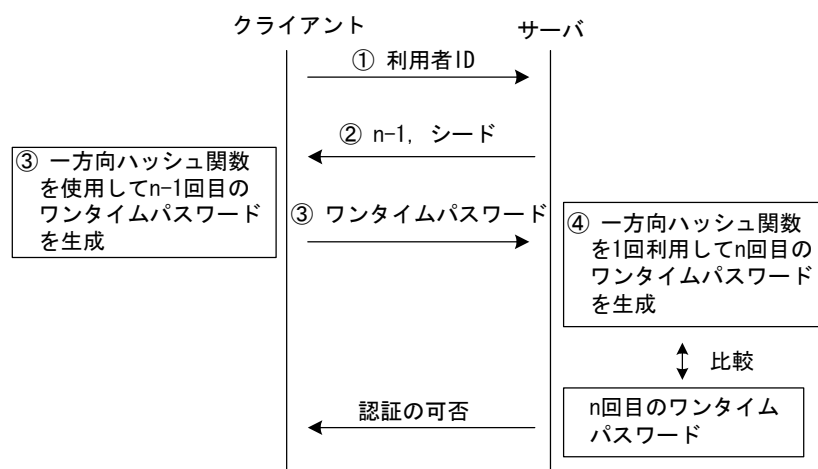 クライアント
サーバ
① 利用者ID
② n-1, シード
③ 一方向ハッシュ関数
を使用してn-1回目の
ワンタイムパスワード
を生成
③ ワンタイムパスワード
④ 一方向ハッシュ関数
を1回利用してn回目の
ワンタイムパスワード
を生成
比較
n回目のワンタイム
パスワード
認証の可否